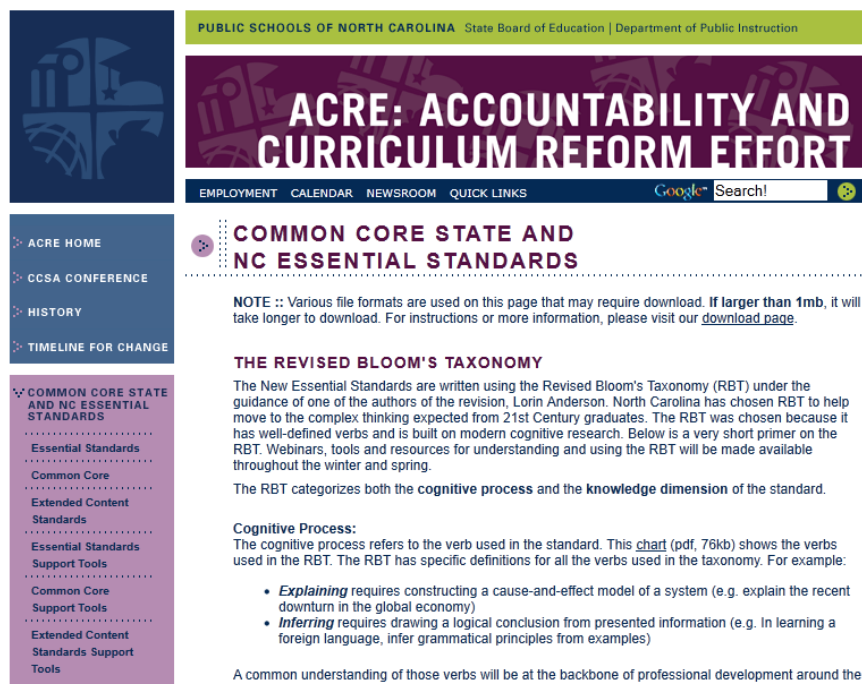 PUBLIC SCHOOLS OF NORTH CAROLINA State Board of Education | Department of Public Instruction
ACRE: ACCOUNTABILITY AND
CURRICULUM REFORM EFFORT
EMPLOYMENT CALENDAR NEWSROOM QUICK LINKS Google™ Search!
ACRE HOME
CCSA CONFERENCE
HISTORY
TIMELINE FOR CHANGE
COMMON CORE STATE
AND NC ESSENTIAL
STANDARDS
Essential Standards
Common Core
Extended Content
Standards
Essential Standards
Support Tools
Common Core
Support Tools
Extended Content
Standards Support
Tools
COMMON CORE STATE AND
NC ESSENTIAL STANDARDS
NOTE :: Various file formats are used on this page that may require download. If larger than 1mb, it will
take longer to download. For instructions or more information, please visit our download page.
THE REVISED BLOOM'S TAXONOMY
The New Essential Standards are written using the Revised Bloom's Taxonomy (RBT) under the
guidance of one of the authors of the revision, Lorin Anderson. North Carolina has chosen RBT to help
move to the complex thinking expected from 21st Century graduates. The RBT was chosen because it
has well-defined verbs and is built on modern cognitive research. Below is a very short primer on the
RBT. Webinars, tools and resources for understanding and using the RBT will be made available
throughout the winter and spring.
The RBT categorizes both the cognitive process and the knowledge dimension of the standard.
Cognitive Process:
The cognitive process refers to the verb used in the standard. This chart (pdf, 76kb) shows the verbs
used in the RBT. The RBT has specific definitions for all the verbs used in the taxonomy. For example:
• Explaining requires constructing a cause-and-effect model of a system (e.g. explain the recent
downturn in the global economy)
• Inferring requires drawing a logical conclusion from presented information (e.g. In learning a
foreign language, infer grammatical principles from examples)
A common understanding of those verbs will be at the backbone of professional development around the